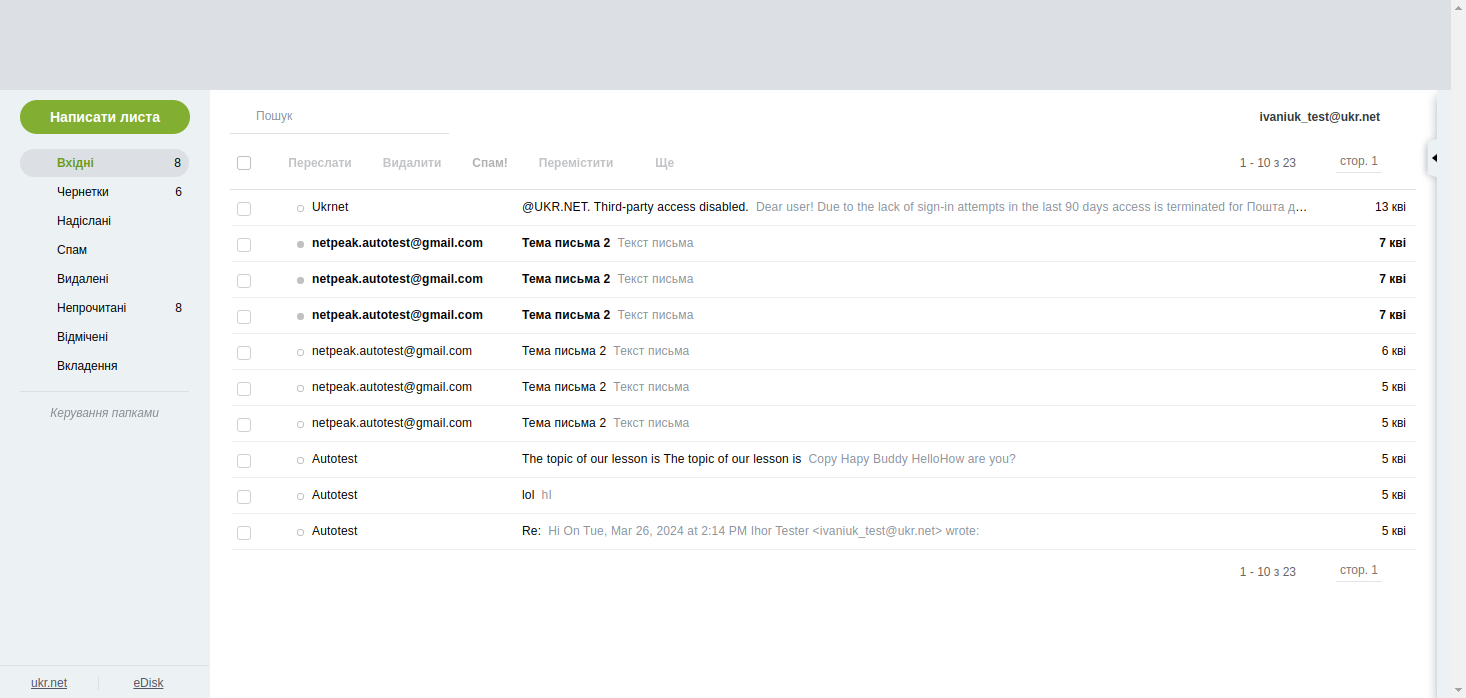 Написати листа
Пошук
ivaniuk_test@ukr.net
Вхідні 8
Переслати Видалити Спам! Перемістити Ще 1 - 10 з 23 стор. 1
Чернетки 6
Надіслані
Спам
Видалені
Непрочитані 8
Відмічені
Вкладення
Керування папками
Ukrnet @UKR.NET. Third-party access disabled. Dear user! Due to the lack of sign-in attempts in the last 90 days access is terminated for Пошта д… 13 кві
netpeak.autotest@gmail.com Тема письма 2 Текст письма 7 кві
netpeak.autotest@gmail.com Тема письма 2 Текст письма 7 кві
netpeak.autotest@gmail.com Тема письма 2 Текст письма 7 кві
netpeak.autotest@gmail.com Тема письма 2 Текст письма 6 кві
netpeak.autotest@gmail.com Тема письма 2 Текст письма 5 кві
netpeak.autotest@gmail.com Тема письма 2 Текст письма 5 кві
Autotest The topic of our lesson is The topic of our lesson is Copy Hapy Buddy HelloHow are you? 5 кві
Autotest lol hI 5 кві
Autotest Re: Hi On Tue, Mar 26, 2024 at 2:14 PM Ihor Tester <ivaniuk_test@ukr.net> wrote: 5 кві
1 - 10 з 23 стор. 1
ukr.net eDisk